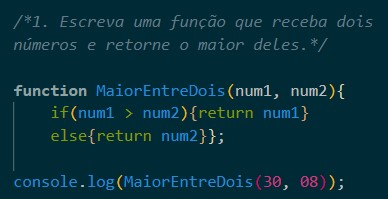 /*1. Escreva uma função que receba dois
números e retorne o maior deles.*/
function MaiorEntreDois(num1, num2){
if(num1 > num2){return num1}
else{return num2}};
console.log(MaiorEntreDois(30, 08));